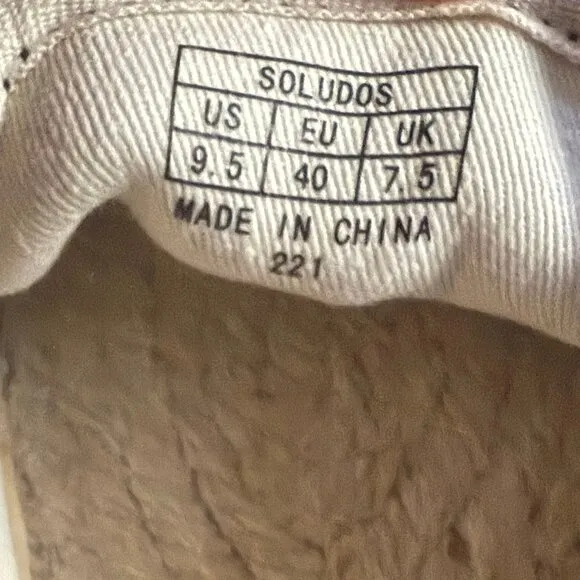 SOLUDOS
US EU UK
9.5 40 7.5
MADE IN CHINA
221